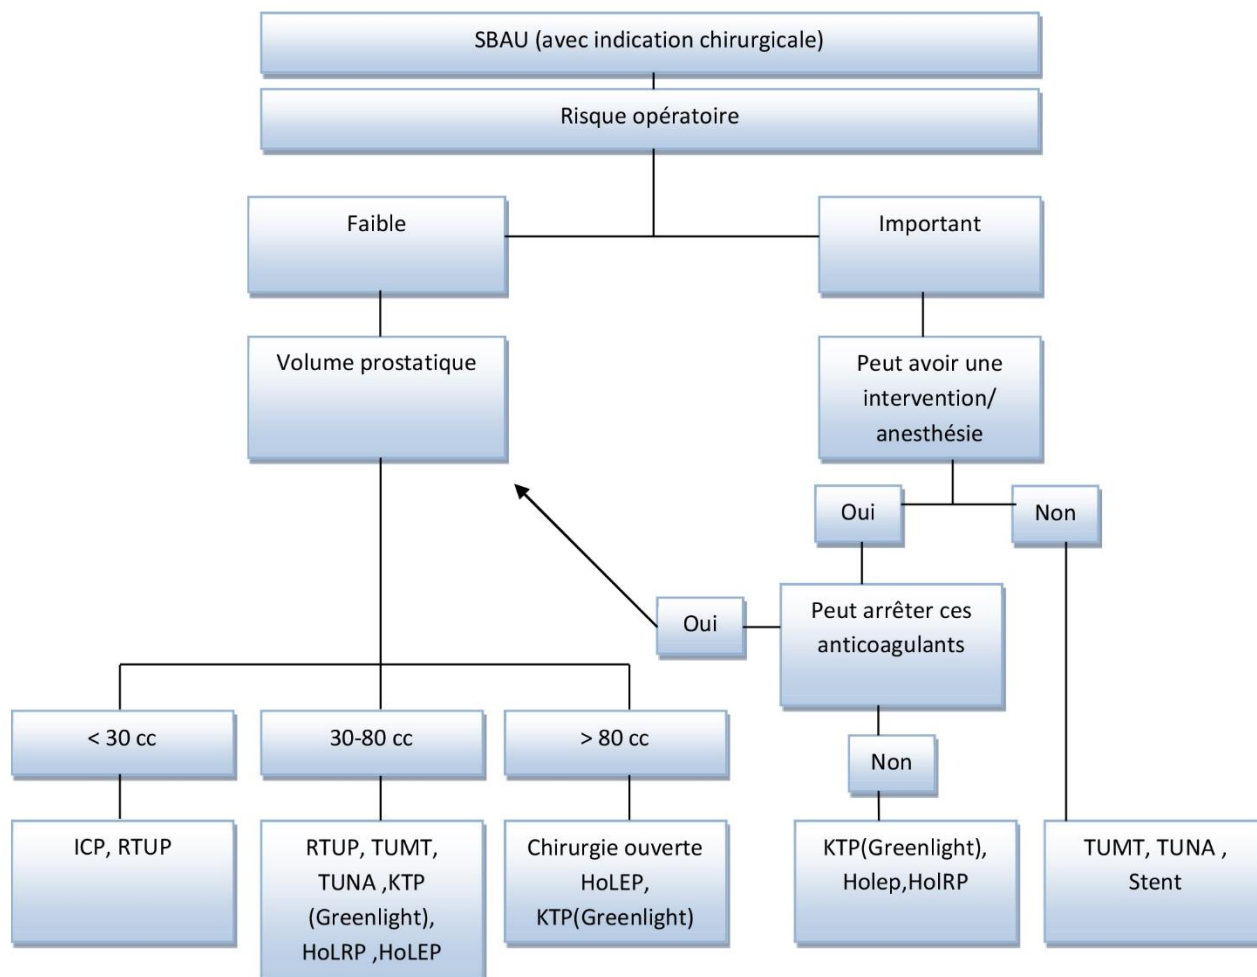 SBAU (avec indication chirurgicale)
Risque opératoire
Faible
Important
Volume prostatique
Peut avoir une
intervention/
anesthésie
Oui
Non
Oui
Peut arrêter ces
anticoagulants
< 30 cc
30-80 cc
> 80 cc
Non
ICP, RTUP
RTUP, TUMT,
TUNA ,KTP
(Greenlight),
HoLRP ,HoLEP
Chirurgie ouverte
HoLEP,
KTP(Greenlight)
KTP(Greenlight),
Holep,HolRP
TUMT, TUNA ,
Stent